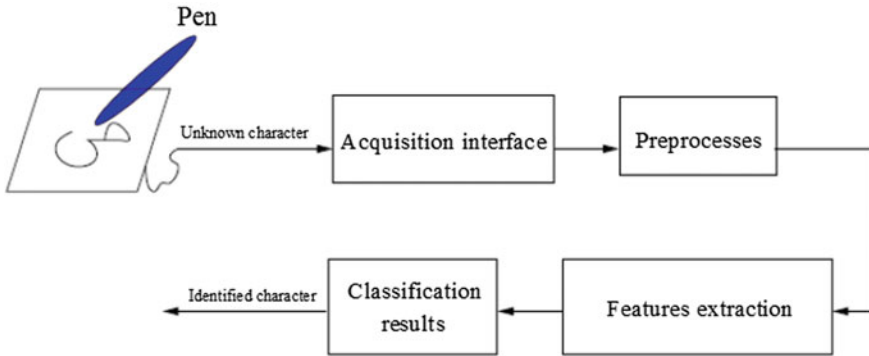 Pen
Unknown character
Acquisition interface
Preprocesses
Features extraction
Classification
results
Identified character